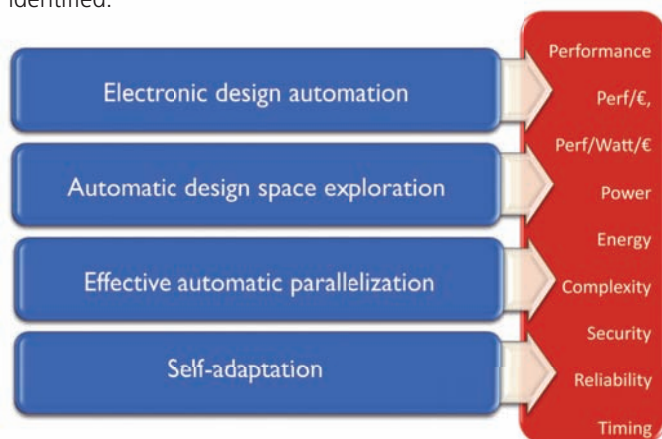 identified.
Electronic design automation
Automatic design space exploration
Effective automatic parallelization
Self-adaptation
Performance
Perf/€,
Perf/Watt/€
Power
Energy
Complexity
Security
Reliability
Timing